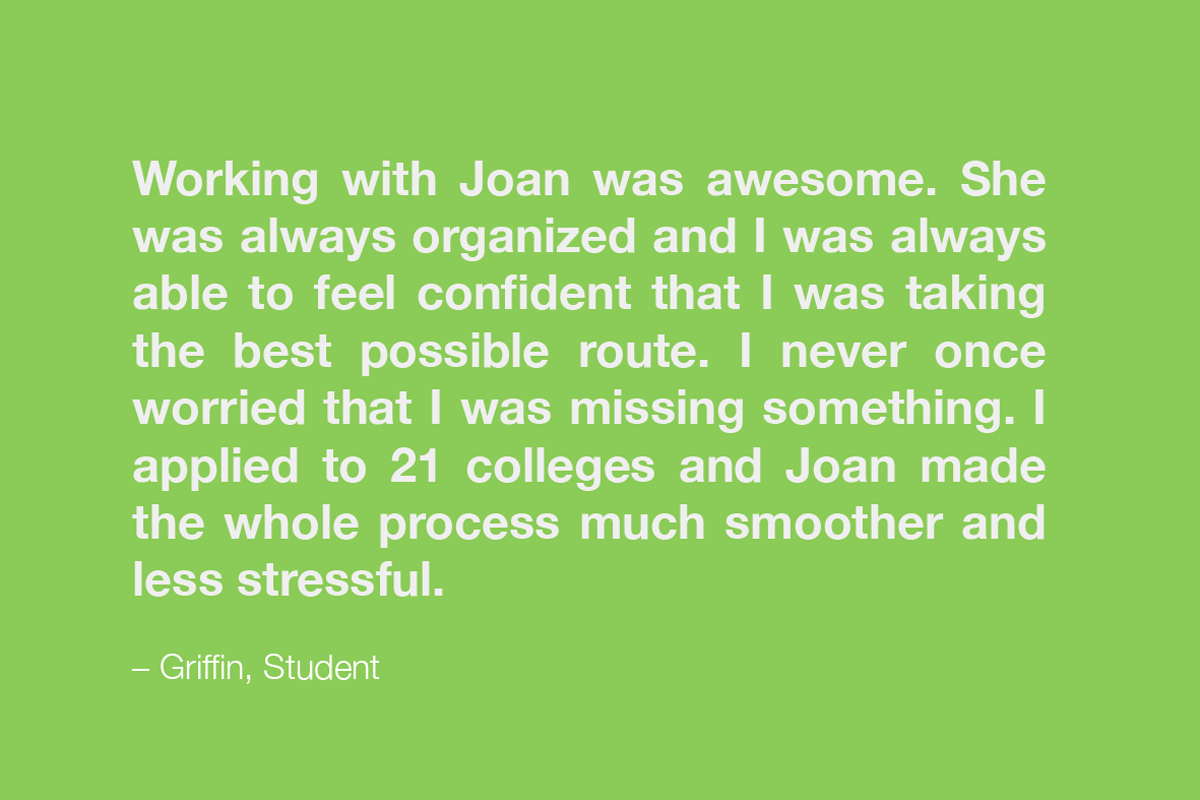 Working with Joan was awesome. She
was always organized and I was always
able to feel confident that I was taking
the best possible route. I never once
worried that I was missing something. I
applied to 21 colleges and Joan made
the whole process much smoother and
less stressful.
– Griffin, Student